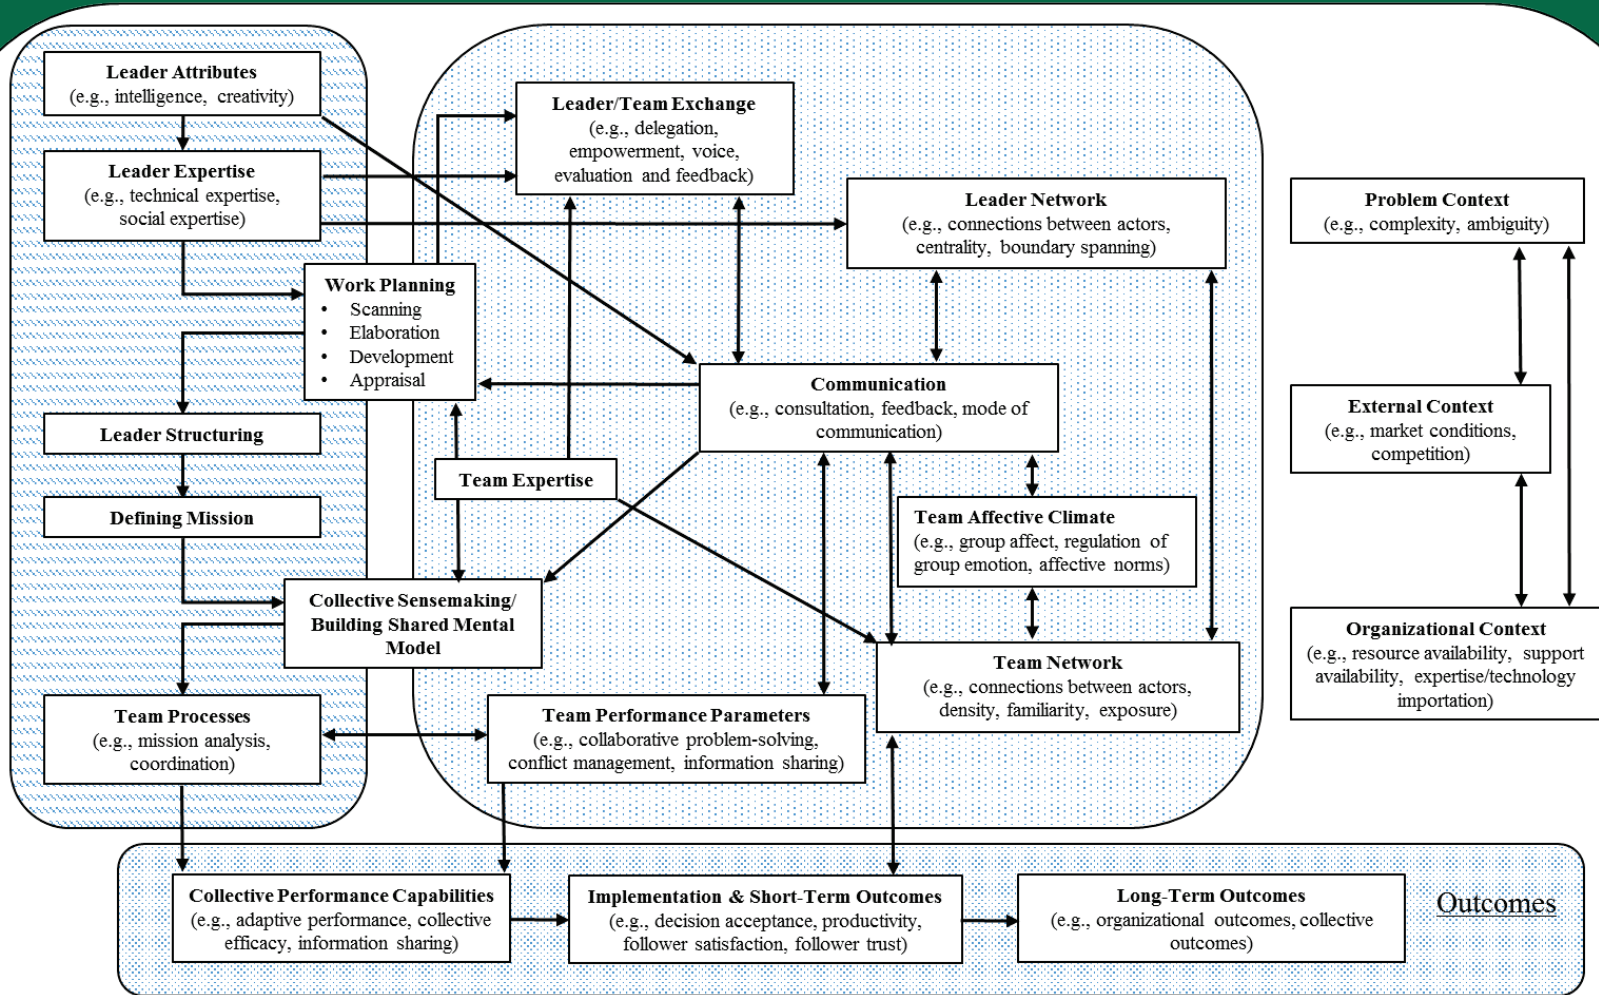 Leader Attributes
(e.g., intelligence, creativity)
Leader Expertise
(e.g., technical expertise,
social expertise)
Work Planning
• Scanning
• Elaboration
• Development
• Appraisal
Leader Structuring
Defining Mission
Collective Sensemaking/
Building Shared Mental
Model
Team Processes
(e.g., mission analysis,
coordination)
Leader/Team Exchange
(e.g., delegation,
empowerment, voice,
evaluation and feedback)
Leader Network
(e.g., connections between actors,
centrality, boundary spanning)
Communication
(e.g., consultation, feedback, mode of
communication)
Team Expertise
Team Affective Climate
(e.g., group affect, regulation of
group emotion, affective norms)
Team Network
(e.g., connections between actors,
density, familiarity, exposure)
Team Performance Parameters
(e.g., collaborative problem-solving,
conflict management, information sharing)
Problem Context
(e.g., complexity, ambiguity)
External Context
(e.g., market conditions,
competition)
Organizational Context
(e.g., resource availability, support
availability, expertise/technology
importation)
Collective Performance Capabilities
(e.g., adaptive performance, collective
efficacy, information sharing)
Implementation & Short-Term Outcomes
(e.g., decision acceptance, productivity,
follower satisfaction, follower trust)
Long-Term Outcomes
(e.g., organizational outcomes, collective
outcomes)
Outcomes